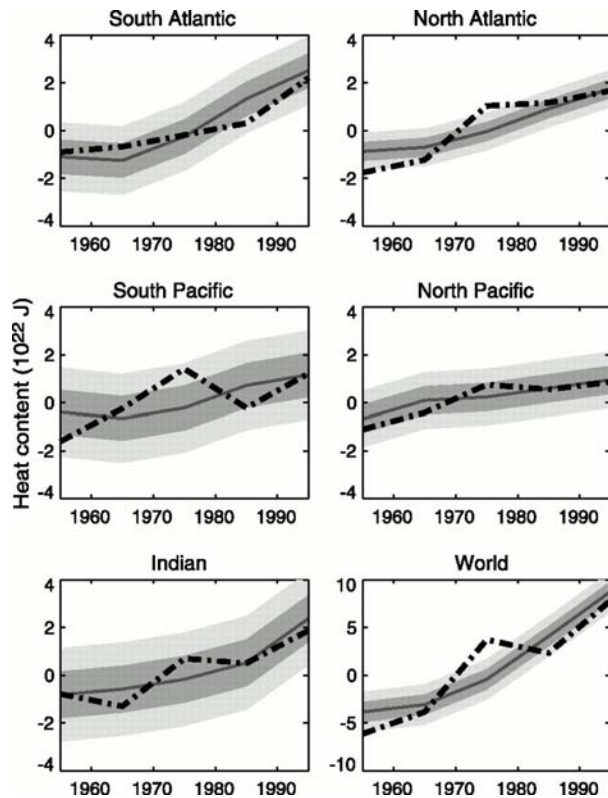 South Atlantic
North Atlantic
4
2
0
-2
-4
1960 1970 1980 1990
4
2
0
-2
-4
1960 1970 1980 1990
South Pacific
North Pacific
Heat content (10²² J)
4
2
0
-2
-4
1960 1970 1980 1990
4
2
0
-2
-4
1960 1970 1980 1990
Indian
World
4
2
0
-2
-4
1960 1970 1980 1990
10
5
0
-5
-10
1960 1970 1980 1990